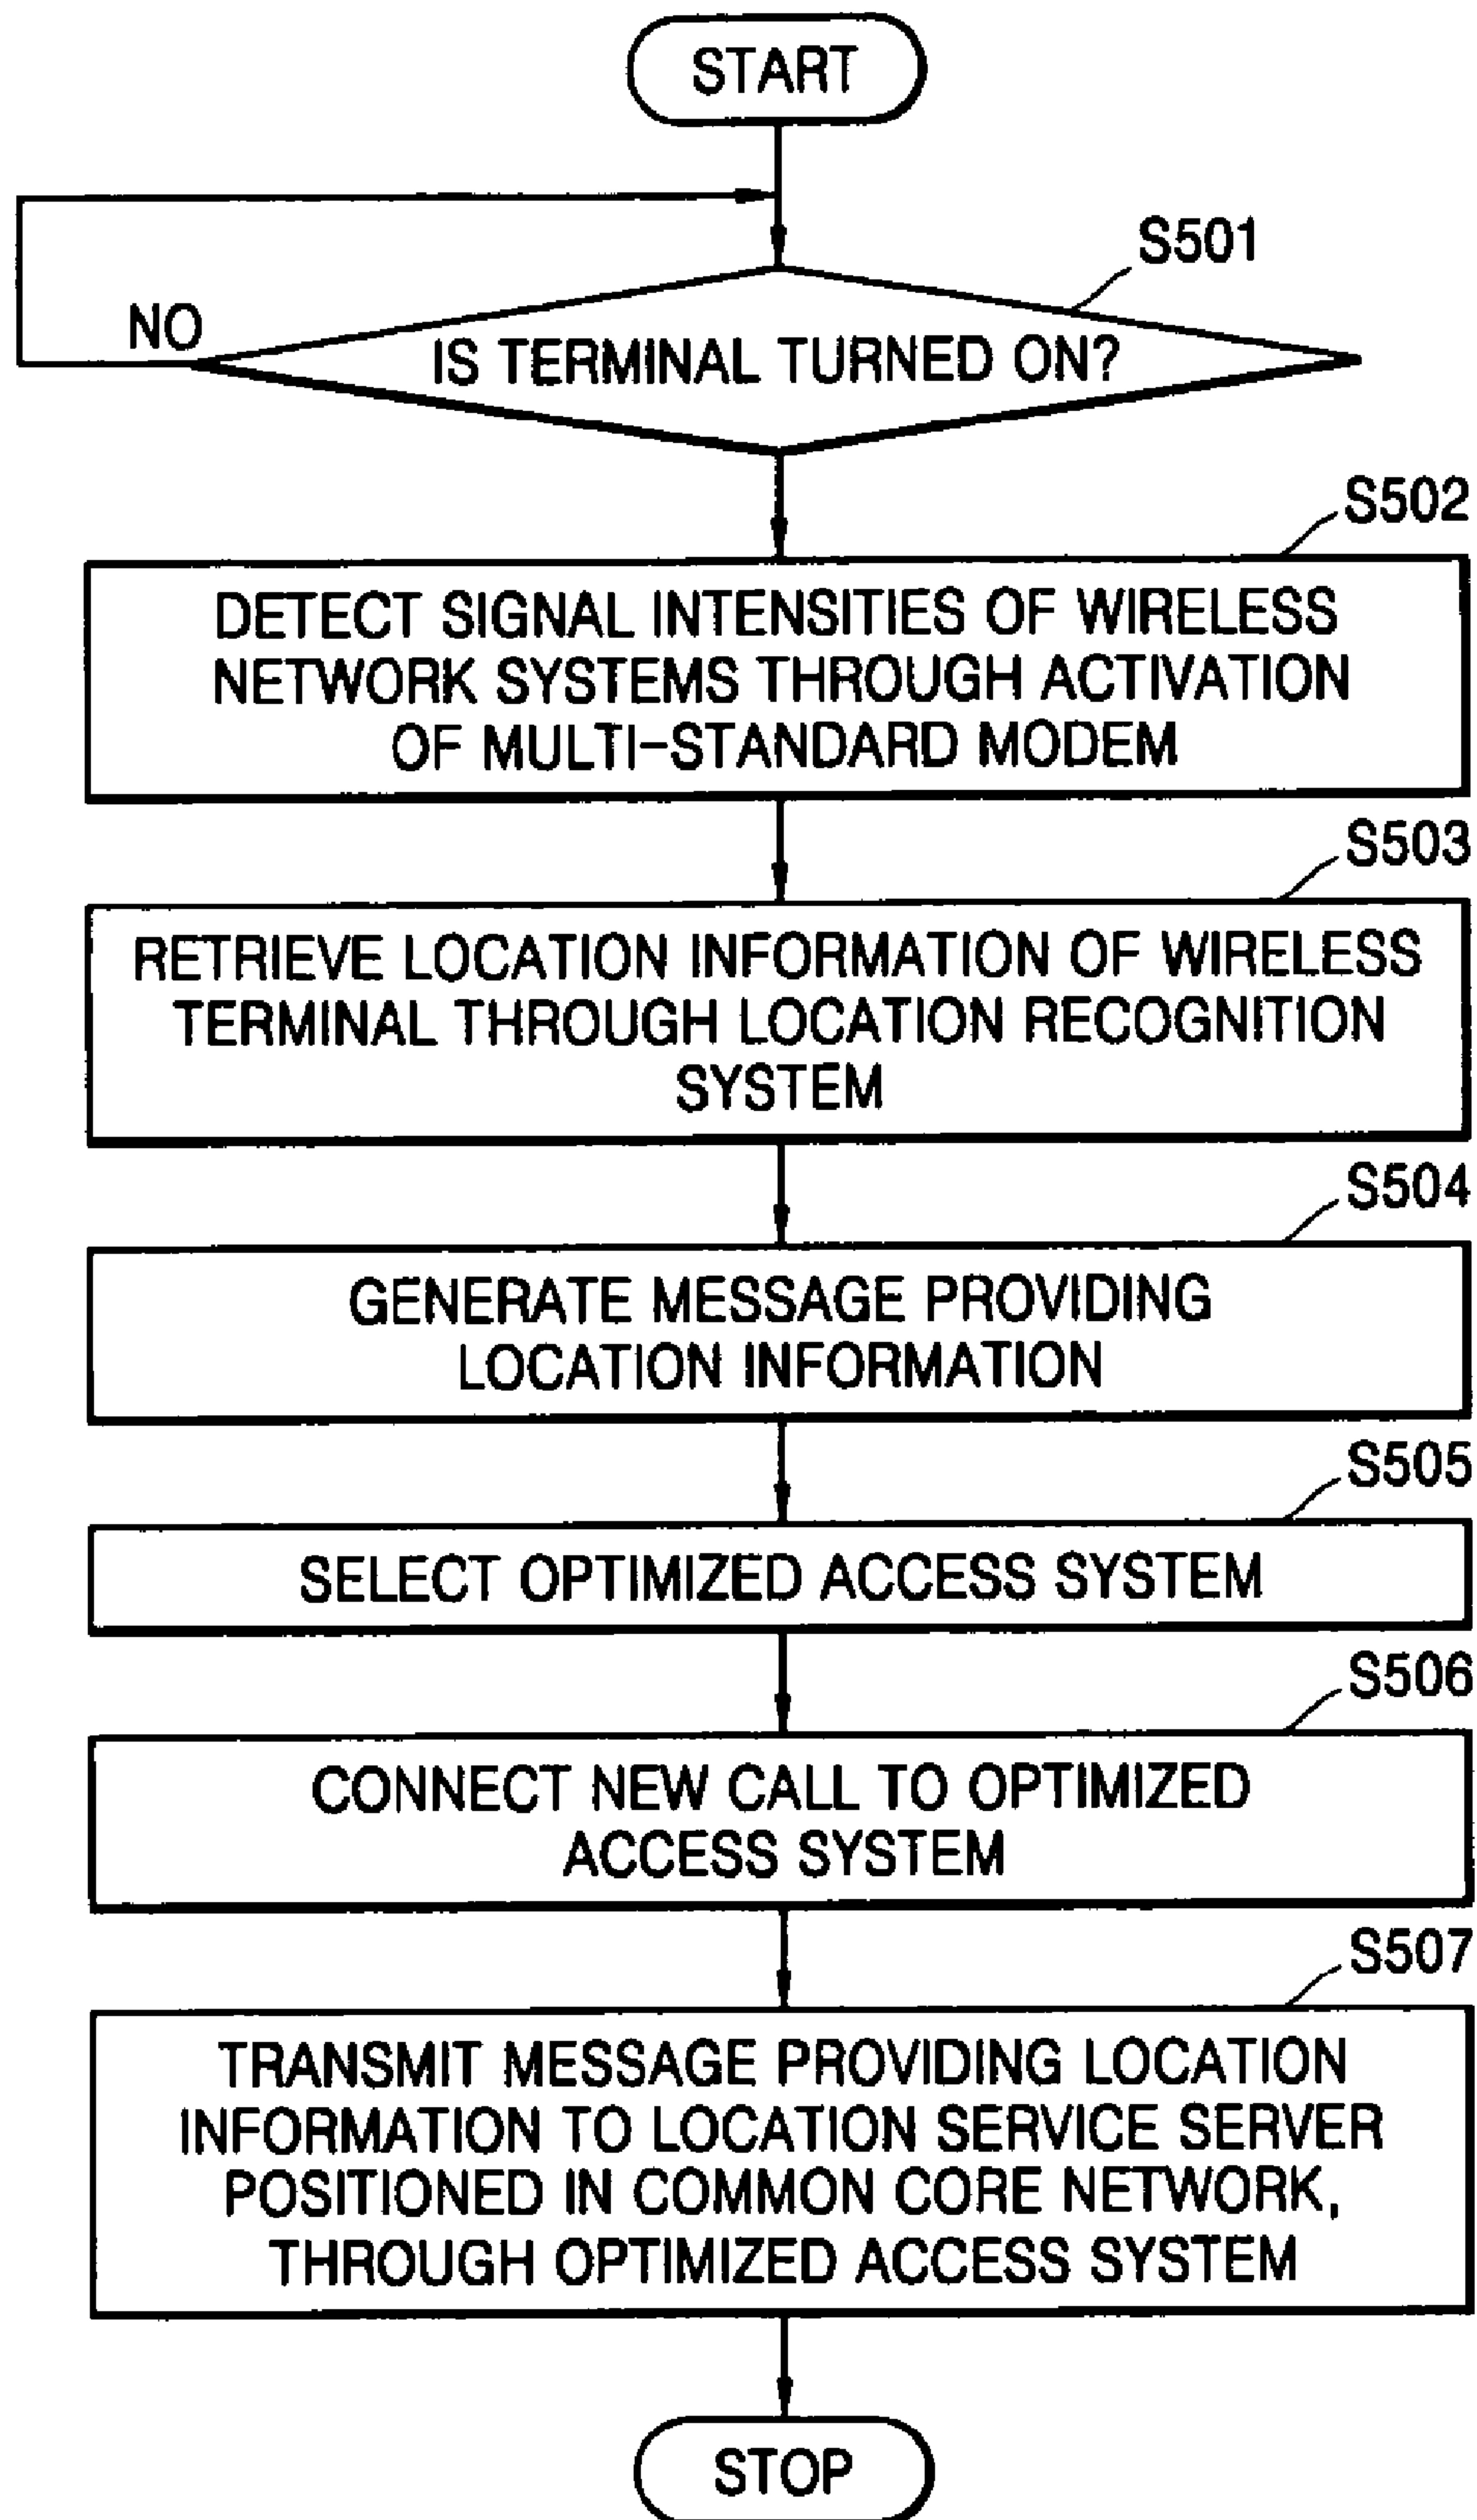 START
S501
NO
IS TERMINAL TURNED ON?
S502
DETECT SIGNAL INTENSITIES OF WIRELESS
NETWORK SYSTEMS THROUGH ACTIVATION
OF MULTI-STANDARD MODEM
S503
RETRIEVE LOCATION INFORMATION OF WIRELESS
TERMINAL THROUGH LOCATION RECOGNITION
SYSTEM
S504
GENERATE MESSAGE PROVIDING
LOCATION INFORMATION
S505
SELECT OPTIMIZED ACCESS SYSTEM
S506
CONNECT NEW CALL TO OPTIMIZED
ACCESS SYSTEM
S507
TRANSMIT MESSAGE PROVIDING LOCATION
INFORMATION TO LOCATION SERVICE SERVER
POSITIONED IN COMMON CORE NETWORK,
THROUGH OPTIMIZED ACCESS SYSTEM
STOP